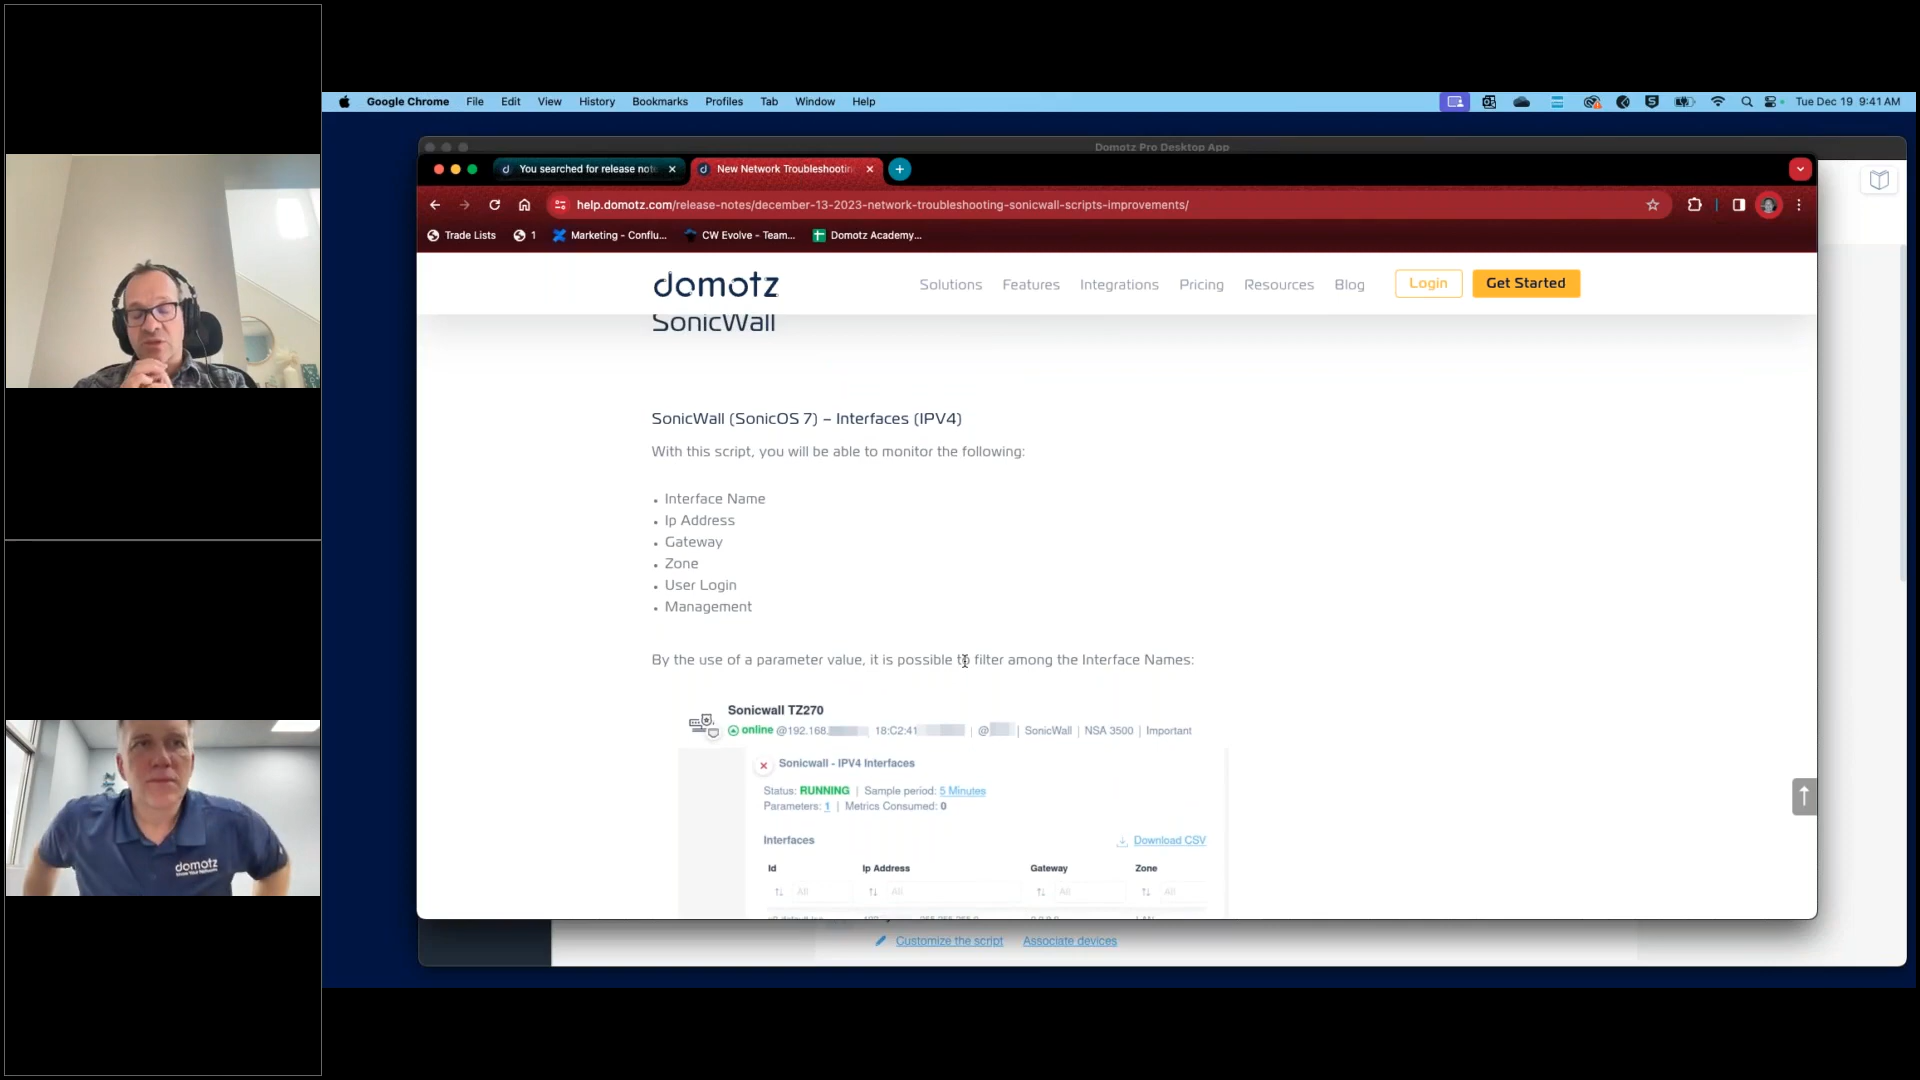 Google Chrome File Edit View History Bookmarks Profiles Tab Window Help
Tue Dec 19 9:41 AM
Domotz Pro Desktop App
You searched for release note
New Network Troubleshootin
help.domotz.com/release-notes/december-13-2023-network-troubleshooting-sonicwall-scripts-improvements/
Trade Lists
1
Marketing - Conflu...
CW Evolve - Team...
Domotz Academy...
domotz
Solutions Features Integrations Pricing Resources Blog Login Get Started
SonicWall
SonicWall (SonicOS 7) – Interfaces (IPV4)
With this script, you will be able to monitor the following:
• Interface Name
• Ip Address
• Gateway
• Zone
• User Login
• Management
By the use of a parameter value, it is possible to filter among the Interface Names:
Sonicwall TZ270
online @192.168. 18:C2:41 | @ | SonicWall | NSA 3500 | Important
Sonicwall - IPV4 Interfaces
Status: RUNNING | Sample period: 5 Minutes
Parameters: 1 | Metrics Consumed: 0
Interfaces
Download CSV
Id Ip Address Gateway Zone
All All All All
Customize the script Associate devices
domotz